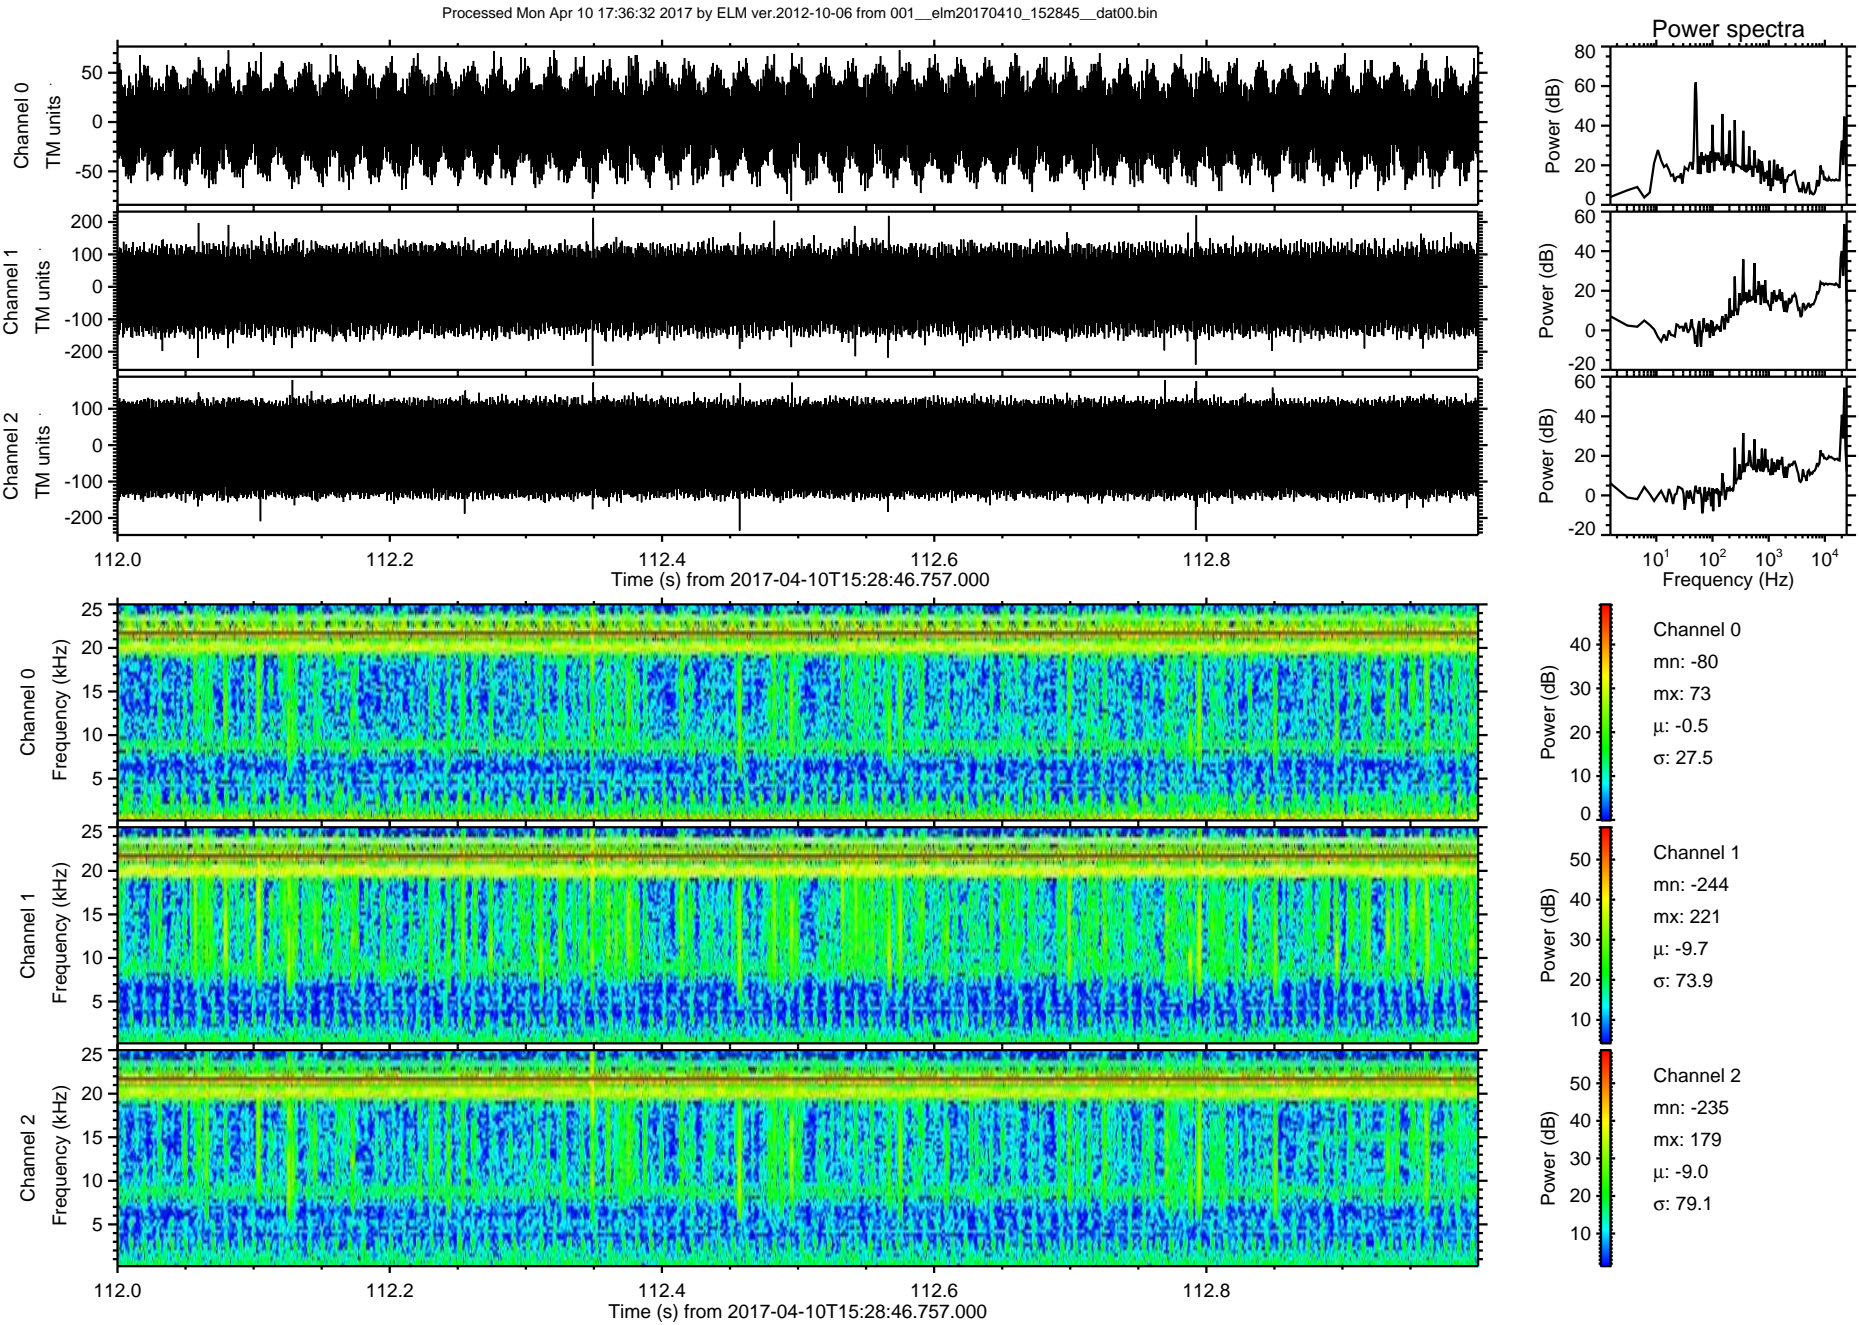 Processed Mon Apr 10 17:36:32 2017 by ELM ver.2012-10-06 from 001__elm20170410_152845__dat00.bin
Power spectra
Channel 0
TM units
50
0
-50
Power (dB)
80
60
40
20
0
Channel 1
TM units
200
100
0
-100
-200
Power (dB)
60
40
20
0
-20
Channel 2
TM units
100
0
-100
-200
Power (dB)
60
40
20
0
-20
112.0 112.2 112.4 112.6 112.8
Time (s) from 2017-04-10T15:28:46.757.000
10¹ 10² 10³ 10⁴
Frequency (Hz)
Channel 0
Frequency (kHz)
25
20
15
10
5
Power (dB)
40
30
20
10
0
Channel 0
mn: -80
mx: 73
µ: -0.5
σ: 27.5
Channel 1
Frequency (kHz)
25
20
15
10
5
Power (dB)
50
40
30
20
10
Channel 1
mn: -244
mx: 221
µ: -9.7
σ: 73.9
Channel 2
Frequency (kHz)
25
20
15
10
5
Power (dB)
50
40
30
20
10
Channel 2
mn: -235
mx: 179
µ: -9.0
σ: 79.1
112.0 112.2 112.4 112.6 112.8
Time (s) from 2017-04-10T15:28:46.757.000